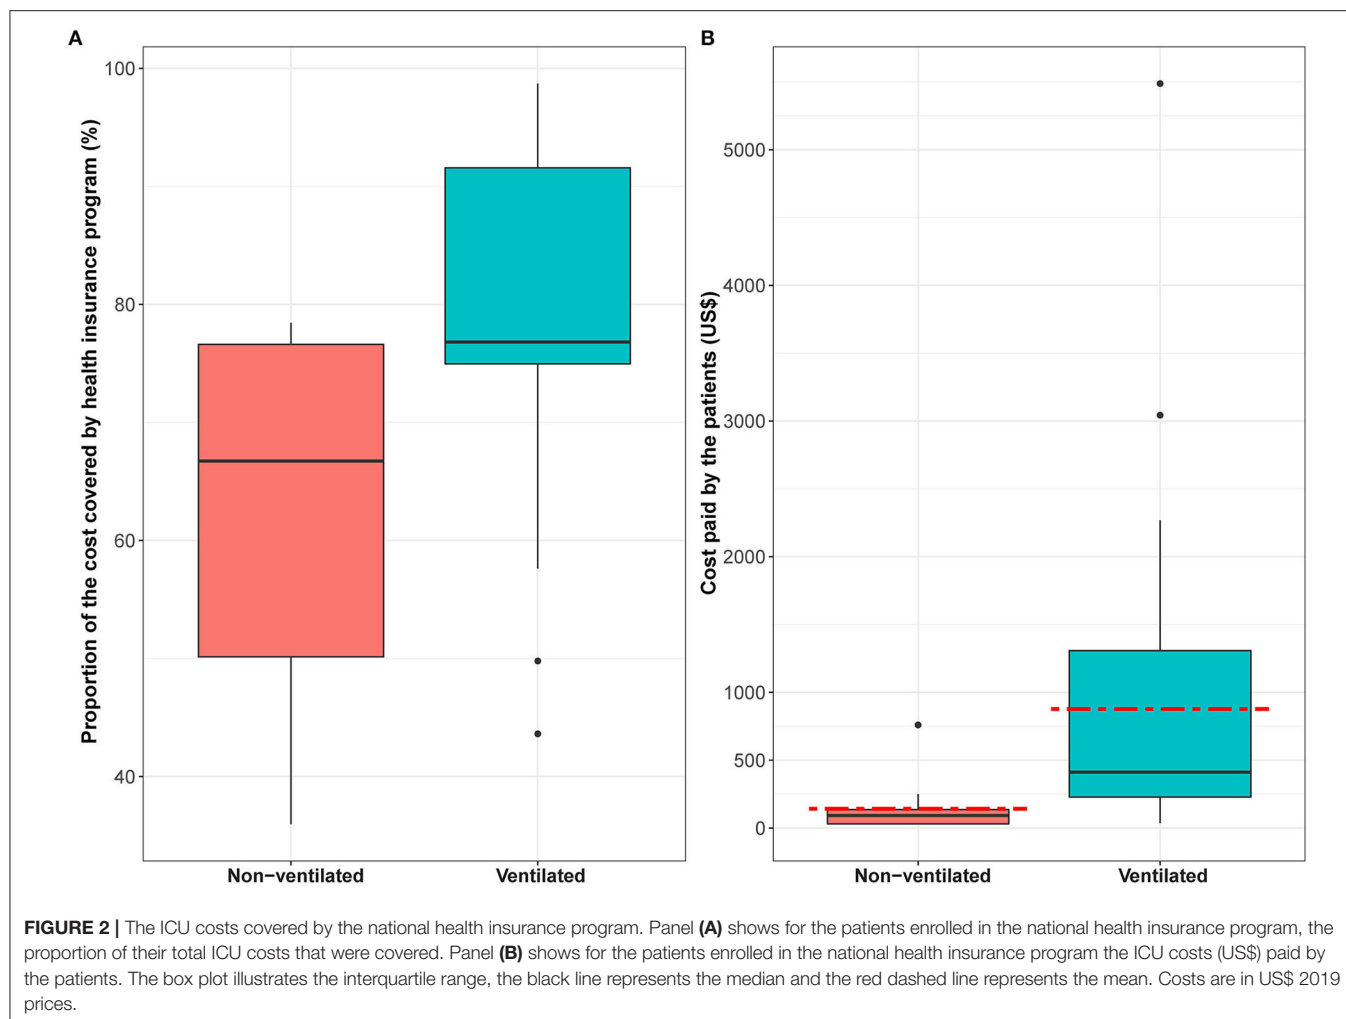 A
Proportion of the cost covered by health insurance program (%)
100
80
60
40
Non-ventilated
Ventilated
B
Cost paid by the patients (US$)
5000
4000
3000
2000
1000
500
0
Non-ventilated
Ventilated
FIGURE 2 | The ICU costs covered by the national health insurance program. Panel (A) shows for the patients enrolled in the national health insurance program, the
proportion of their total ICU costs that were covered. Panel (B) shows for the patients enrolled in the national health insurance program the ICU costs (US$) paid by
the patients. The box plot illustrates the interquartile range, the black line represents the median and the red dashed line represents the mean. Costs are in US$ 2019
prices.